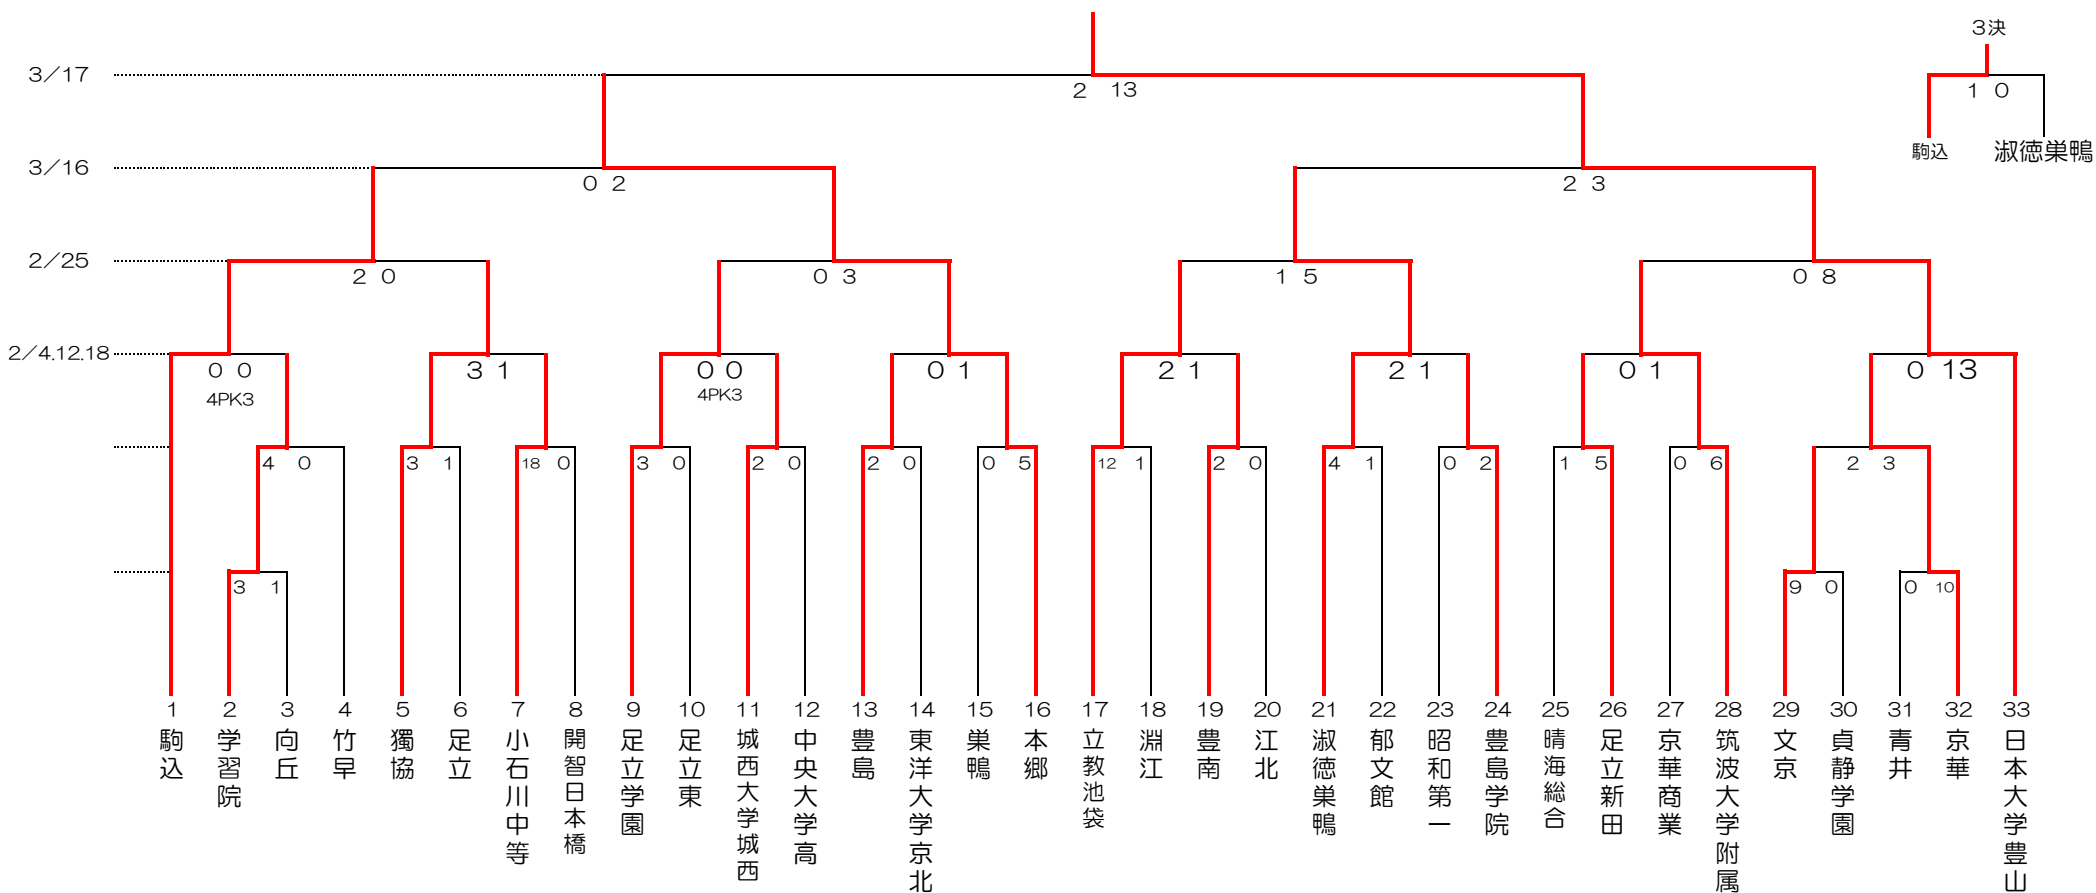 3決
3／17
2 13
1 0
駒込
淑徳巣鴨
3／16
0 2
2 3
2／25
2 0
0 3
1 5
0 8
2／4.12.18
0 0
4PK3
3 1
0 0
4PK3
0 1
2 1
2 1
0 1
0 13
4 0
3 1
18 0
3 0
2 0
2 0
0 5
12 1
2 0
4 1
0 2
1 5
0 6
2 3
3 1
9 0
0 10
1 駒込
2 学習院
3 向丘
4 竹早
5 獨協
6 足立
7 小石川中等
8 開智日本橋
9 足立学園
10 足立東
11 城西大学城西
12 中央大学高
13 豊島
14 東洋大学京北
15 巣鴨
16 本郷
17 立教池袋
18 淵江
19 豊南
20 江北
21 淑徳巣鴨
22 郁文館
23 昭和第一
24 豊島学院
25 晴海総合
26 足立新田
27 京華商業
28 筑波大学附属
29 文京
30 貞静学園
31 青井
32 京華
33 日本大学豊山